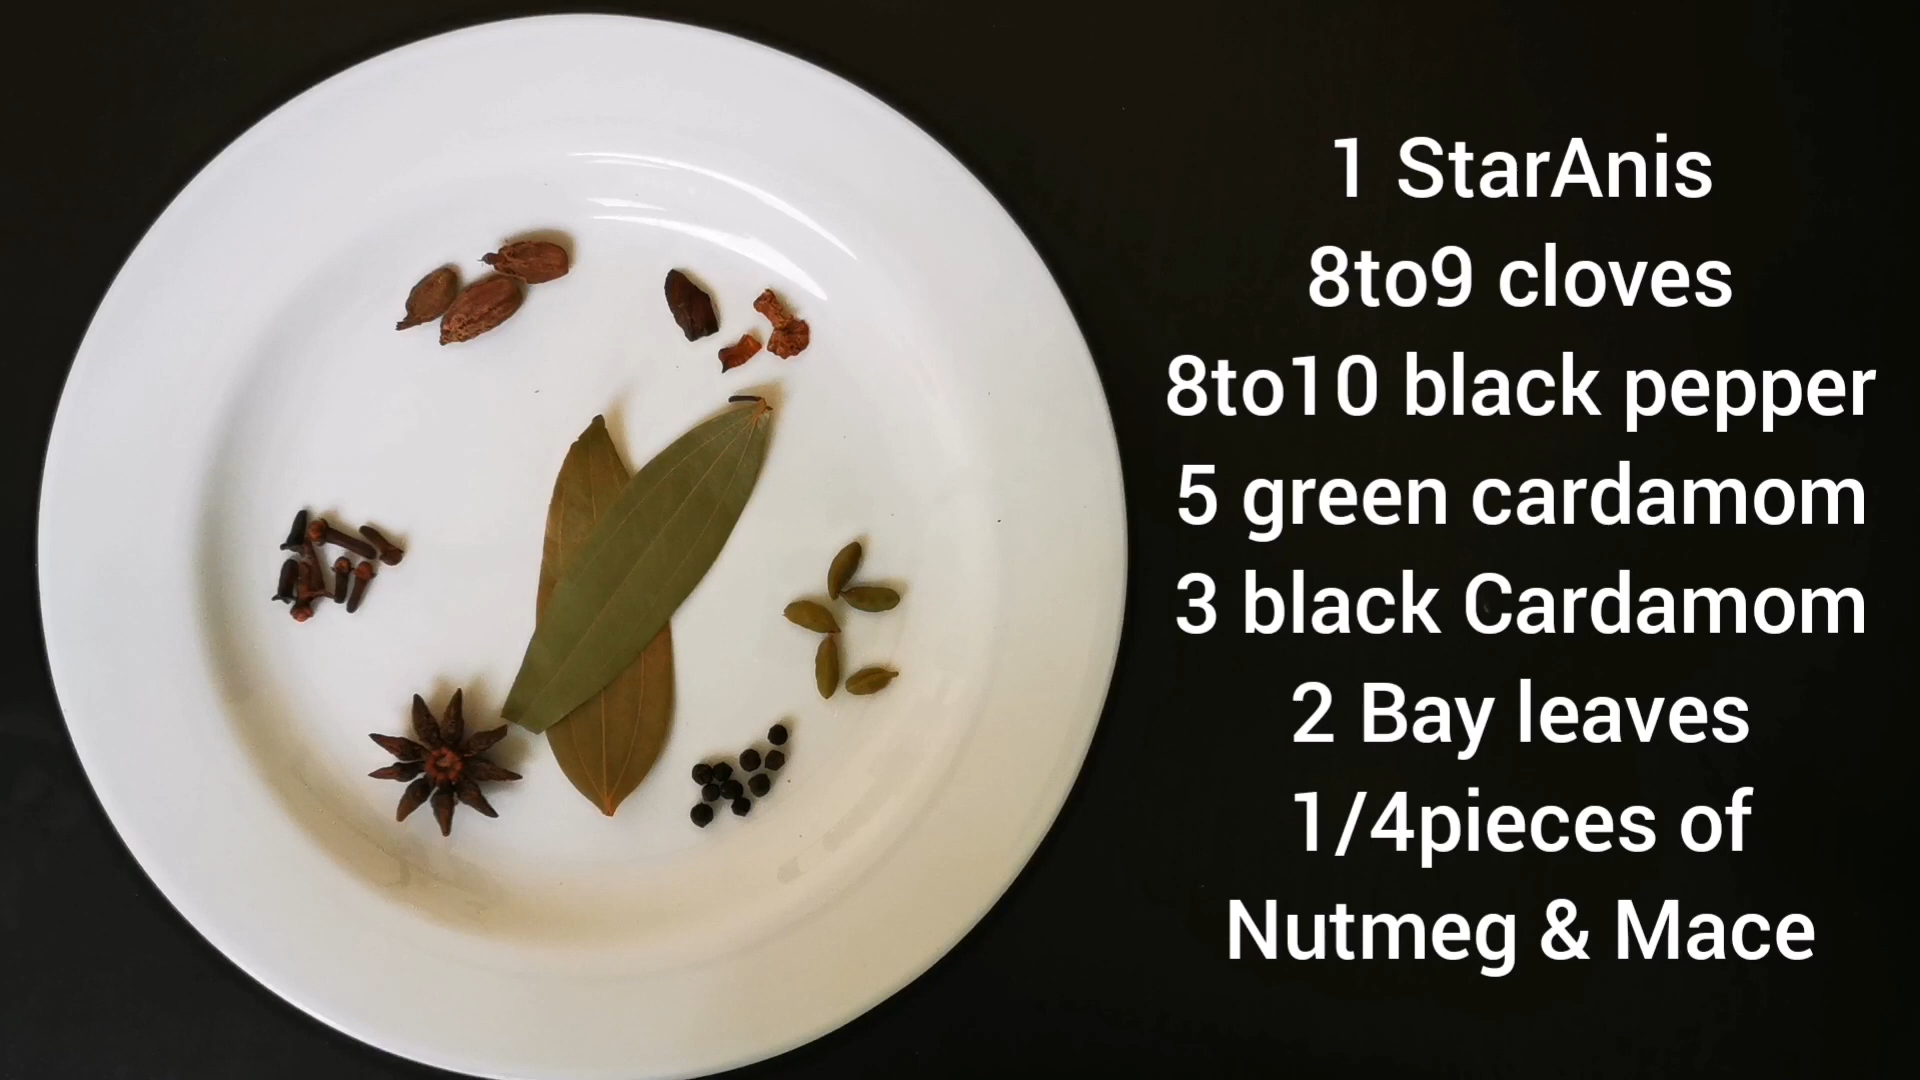 1 StarAnis
8to9 cloves
8to10 black pepper
5 green cardamom
3 black Cardamom
2 Bay leaves
1/4pieces of
Nutmeg & Mace